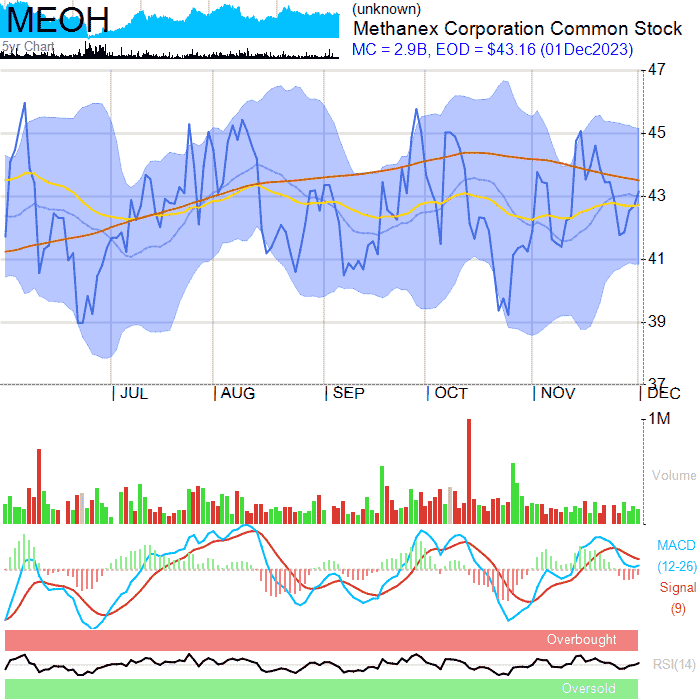 MEOH
5yr Chart
(unknown)
Methanex Corporation Common Stock
MC = 2.9B, EOD = $43.16 (01Dec2023)
47
45
43
41
39
37
JUL AUG SEP OCT NOV DEC
1M
Volume
MACD
(12-26)
Signal
(9)
Overbought
RSI(14)
Oversold